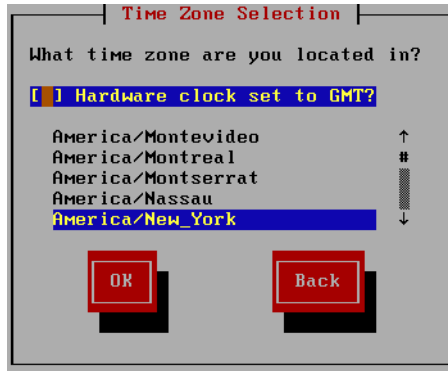 Time Zone Selection
What time zone are you located in?
[ ] Hardware clock set to GMT?
America/Montevideo ↑
America/Montreal #
America/Montserrat
America/Nassau
America/New_York ↓
OK Back